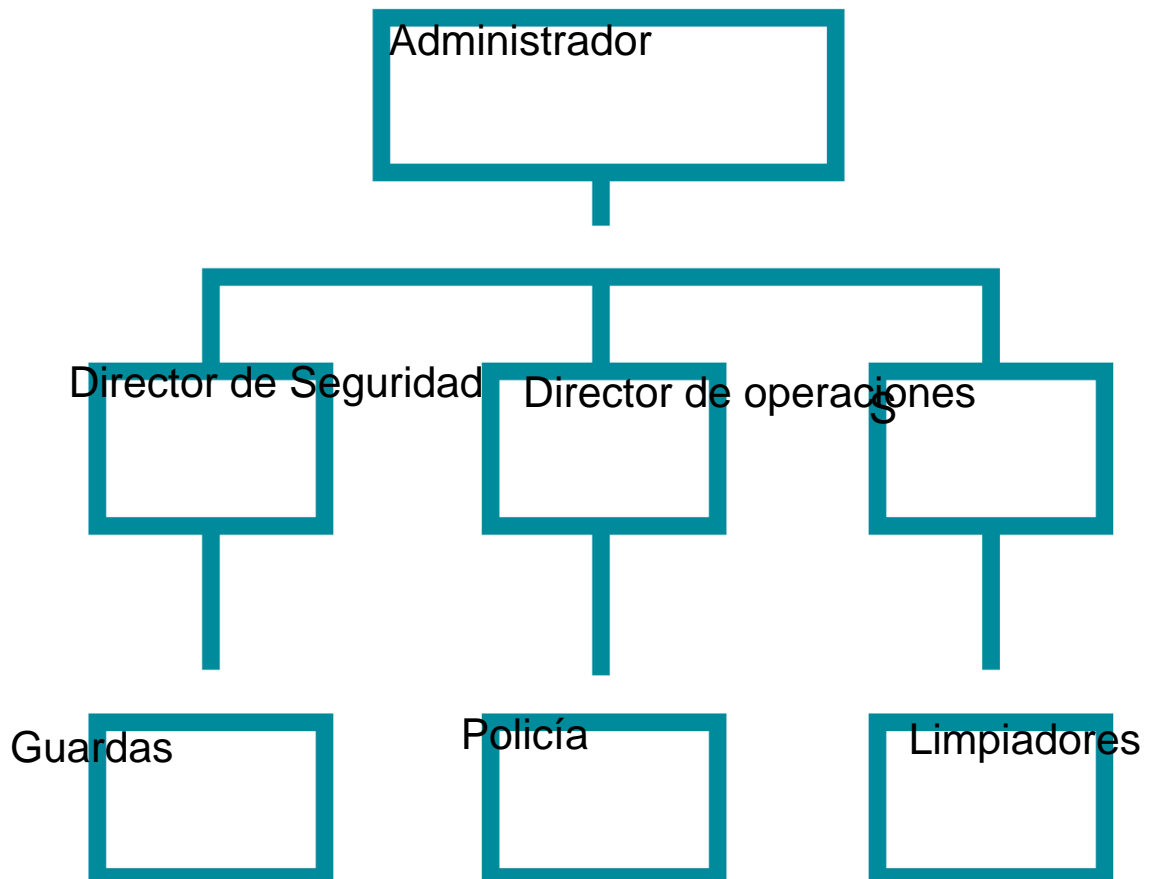 Administrador
Director de Seguridad
Director de operaciones
s
Guardas
Policía
Limpiadores